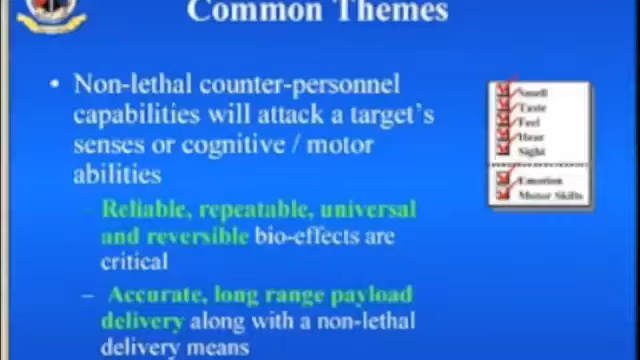 Common Themes
• Non-lethal counter-personnel
capabilities will attack a target's
senses or cognitive / motor
abilities
– Reliable, repeatable, universal
and reversible bio-effects are
critical
– Accurate, long range payload
delivery along with a non-lethal
delivery means
Smell
Taste
Feel
Hear
Sight
Emotion
Motor Skills